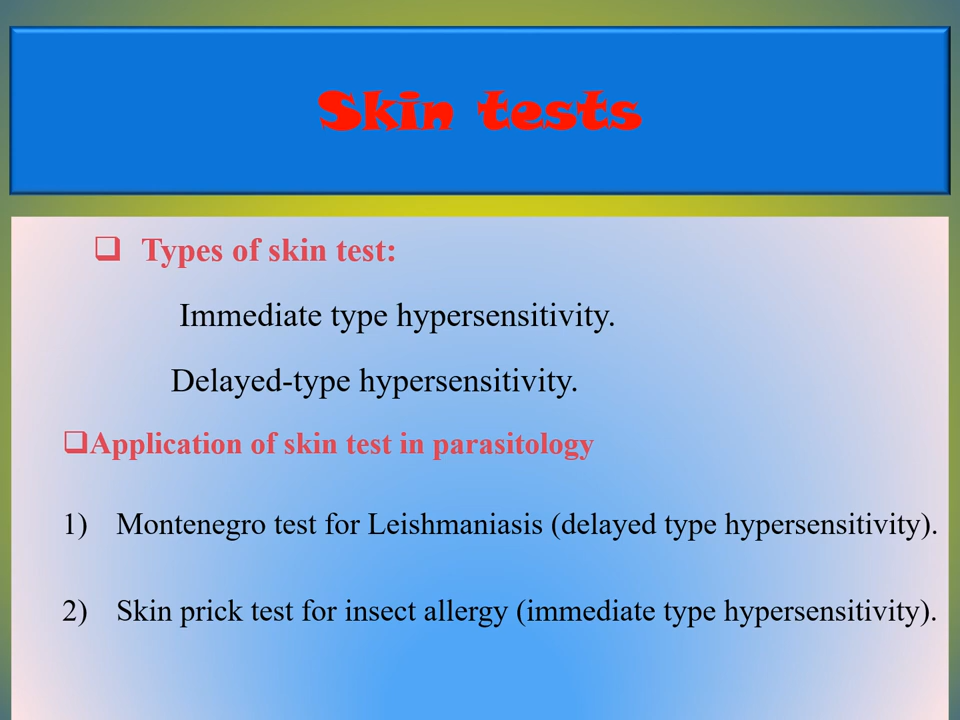 Skin tests
❑ Types of skin test:
Immediate type hypersensitivity.
Delayed-type hypersensitivity.
❑Application of skin test in parasitology
1) Montenegro test for Leishmaniasis (delayed type hypersensitivity).
2) Skin prick test for insect allergy (immediate type hypersensitivity).